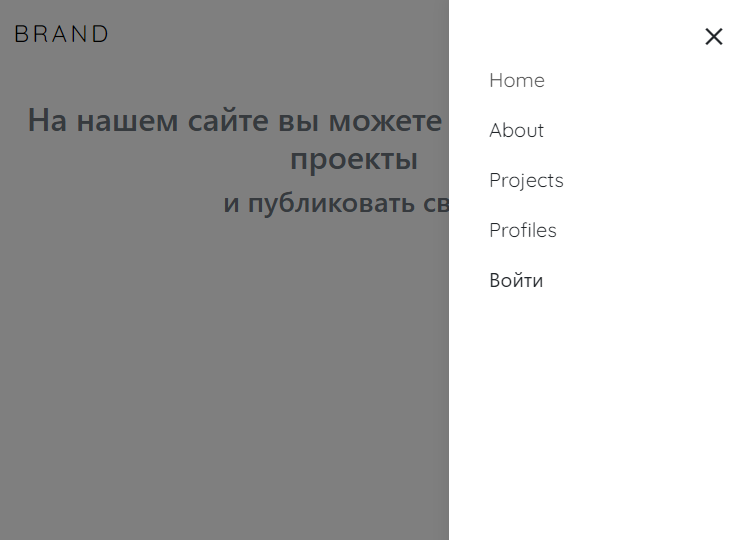 BRAND
На нашем сайте вы можете
проекты
и публиковать св
Home
About
Projects
Profiles
Войти